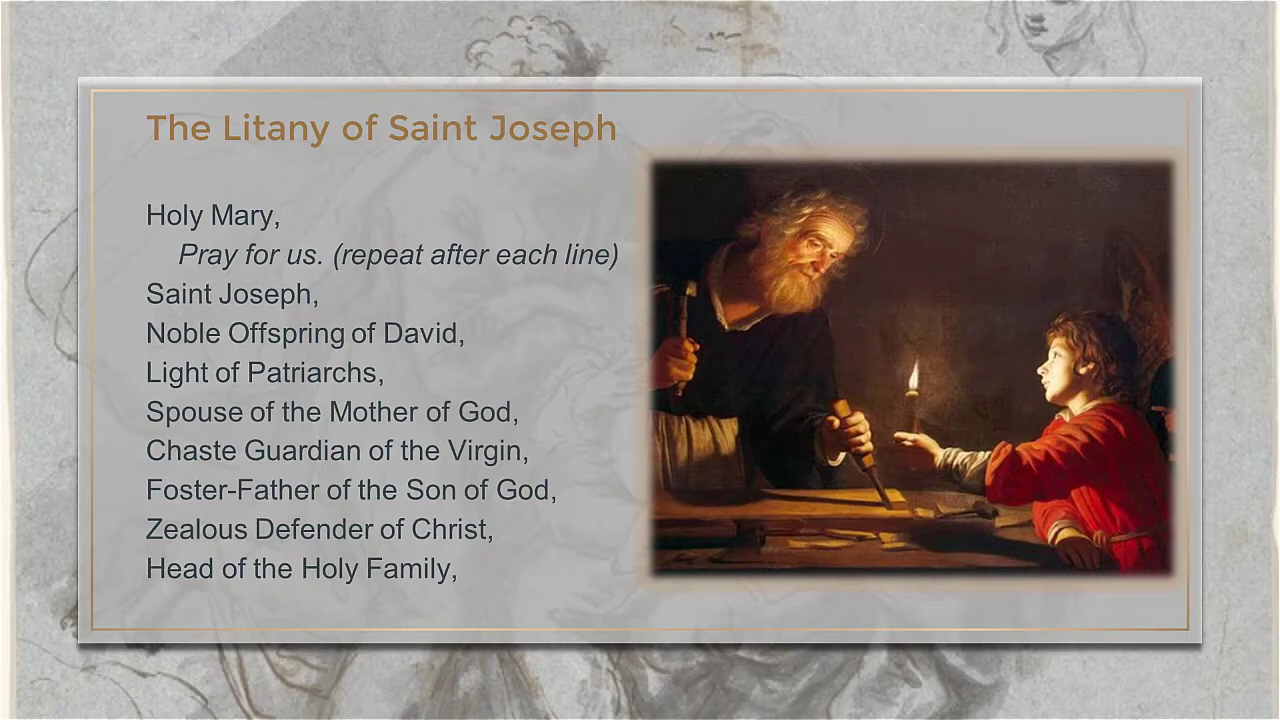 The Litany of Saint Joseph
Holy Mary,
Pray for us. (repeat after each line)
Saint Joseph,
Noble Offspring of David,
Light of Patriarchs,
Spouse of the Mother of God,
Chaste Guardian of the Virgin,
Foster-Father of the Son of God,
Zealous Defender of Christ,
Head of the Holy Family,